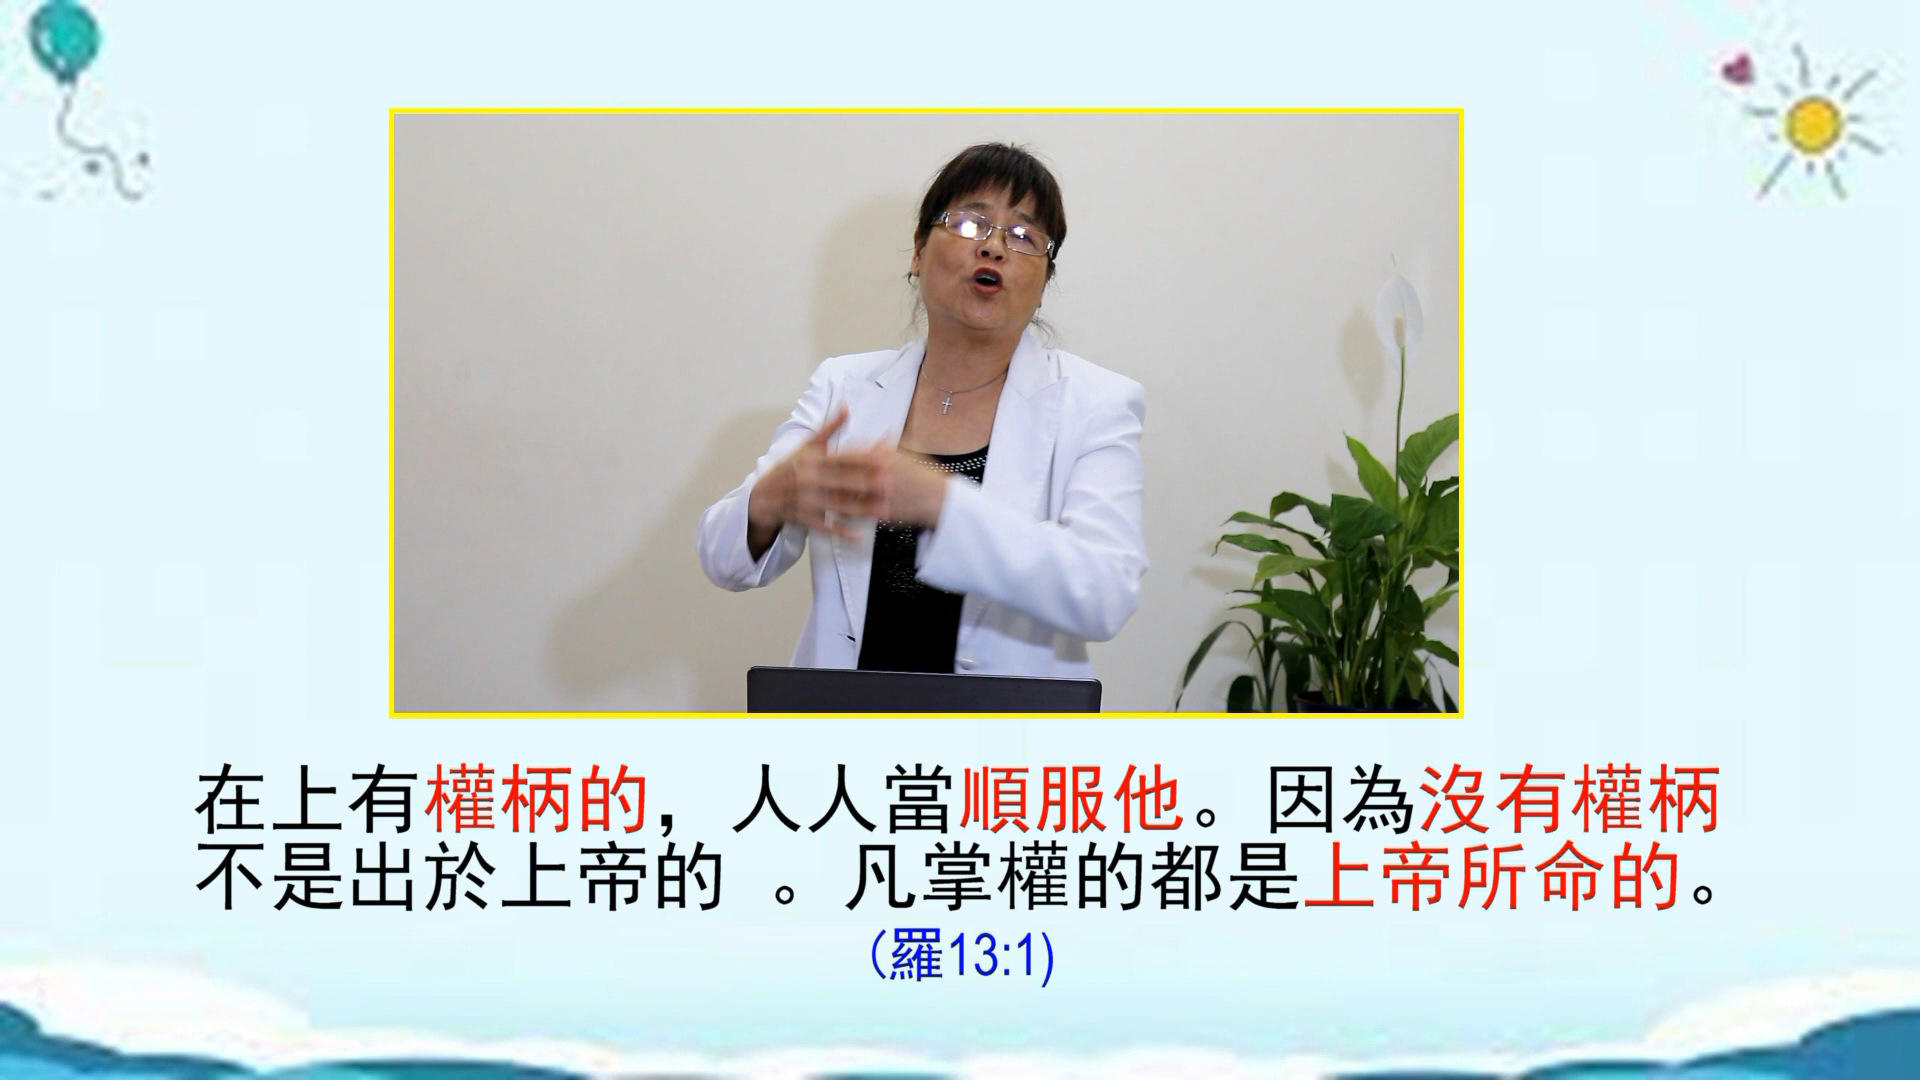 在上有權柄的，人人當順服他。因為沒有權柄
不是出於上帝的 。凡掌權的都是上帝所命的。
(羅13:1)